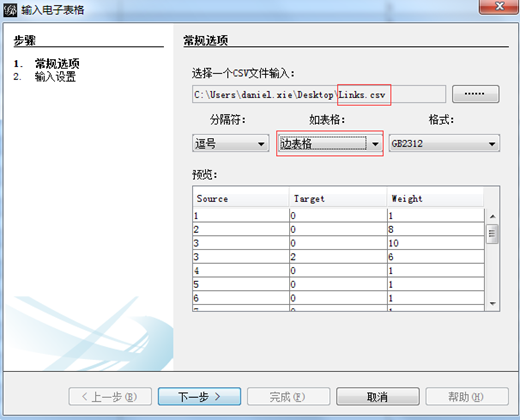 输入电子表格
步骤
1. 常规选项
2. 输入设置
常规选项
选择一个CSV文件输入:
C:\Users\daniel.xie\Desktop\Links.csv
......
分隔符: 如表格: 格式:
逗号 边表格 GB2312
预览:
Source Target Weight
1 0 1
2 0 8
3 0 10
3 2 6
4 0 1
5 0 1
6 0 1
< 上一步(B) 下一步 > 完成(F) 取消 帮助(H)